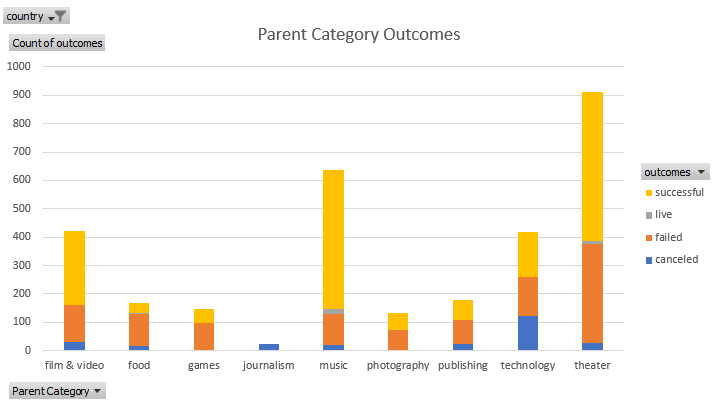 country
Count of outcomes
Parent Category Outcomes
1000
900
800
700
600
500
400
300
200
100
0
film & video food games journalism music photography publishing technology theater
outcomes
successful
live
failed
canceled
Parent Category